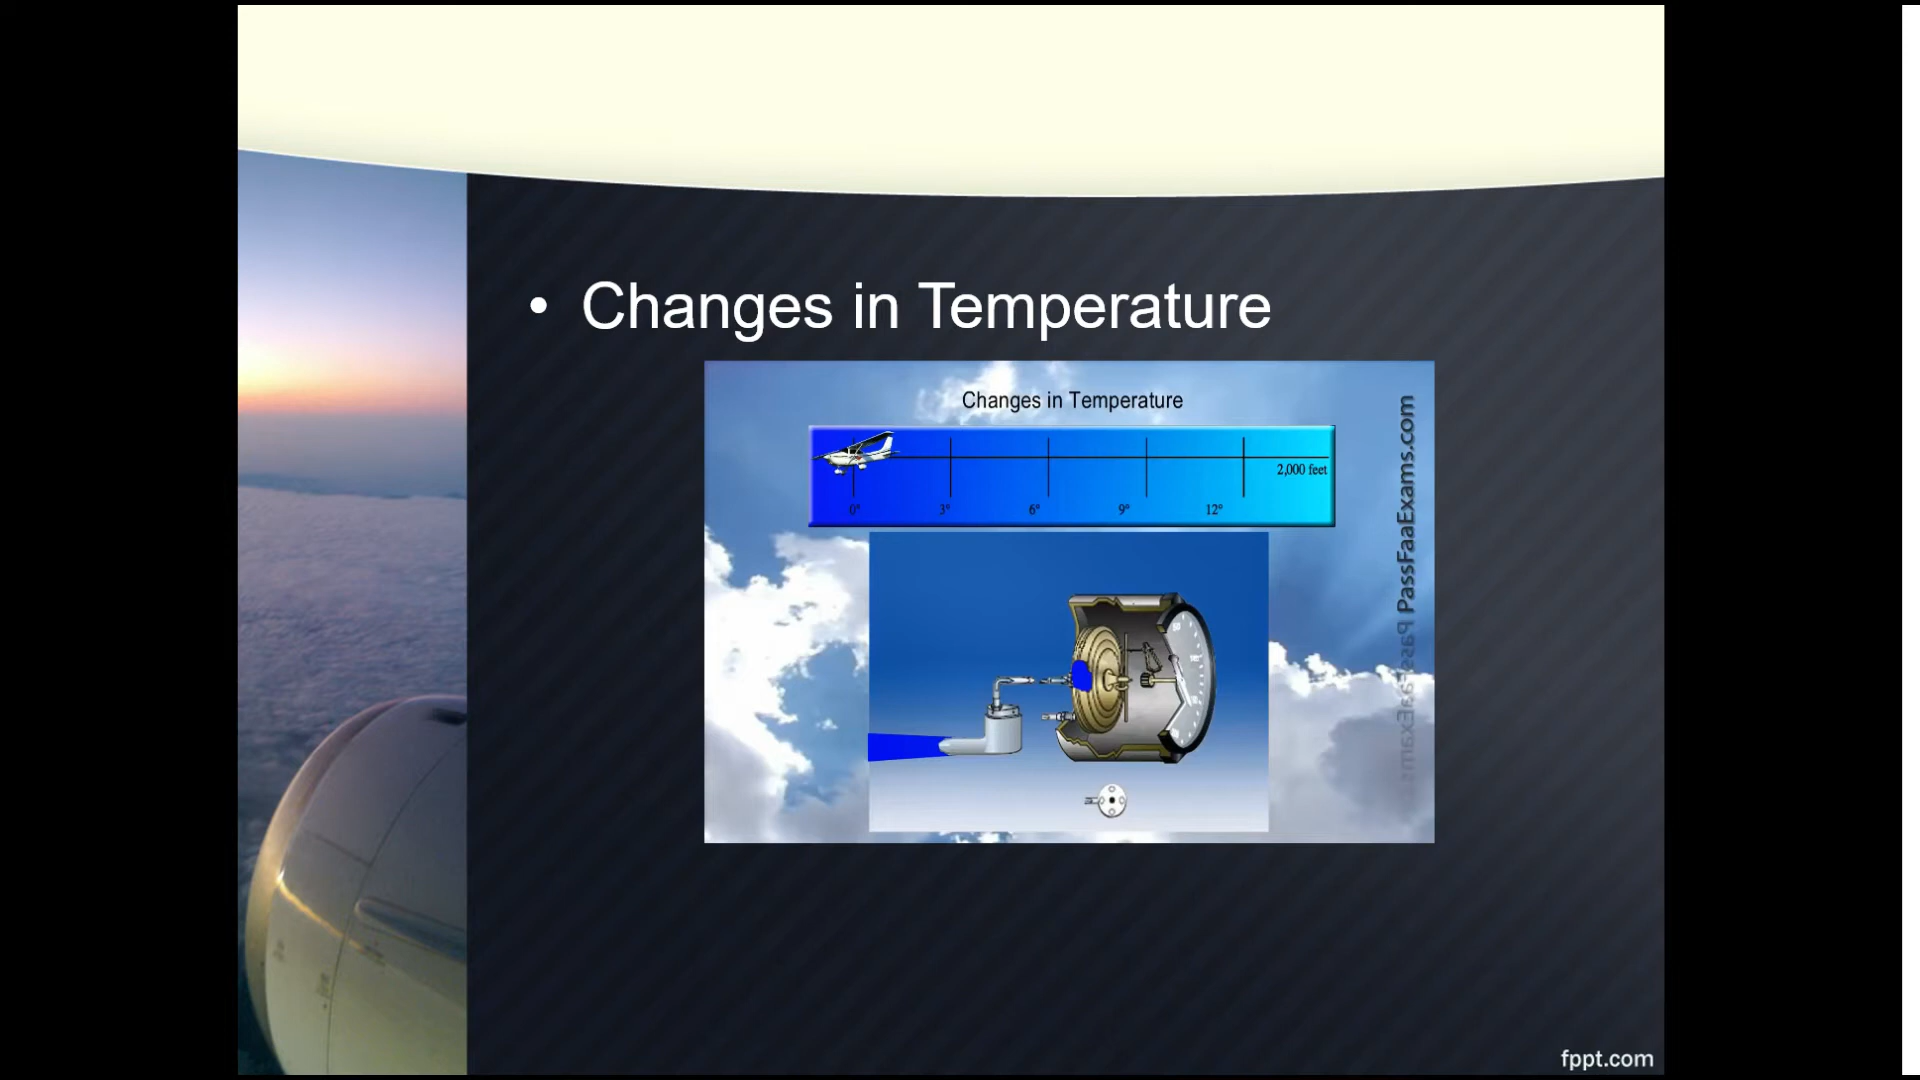 • Changes in Temperature
Changes in Temperature
2,000 feet
0° 3° 6° 9° 12°
PassFaaExams.com
fppt.com